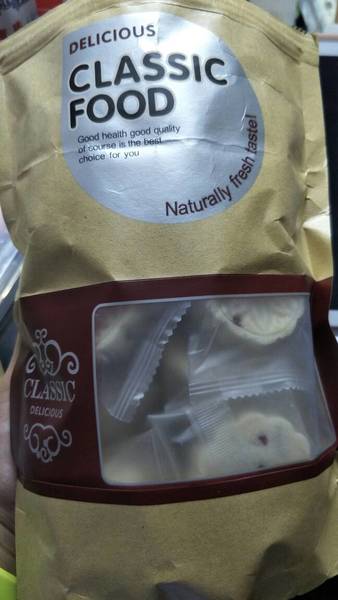 DELICIOUS
CLASSIC
FOOD
Good health good quality
of course is the best
choice for you
Naturally fresh taste!
CLASSIC
DELICIOUS